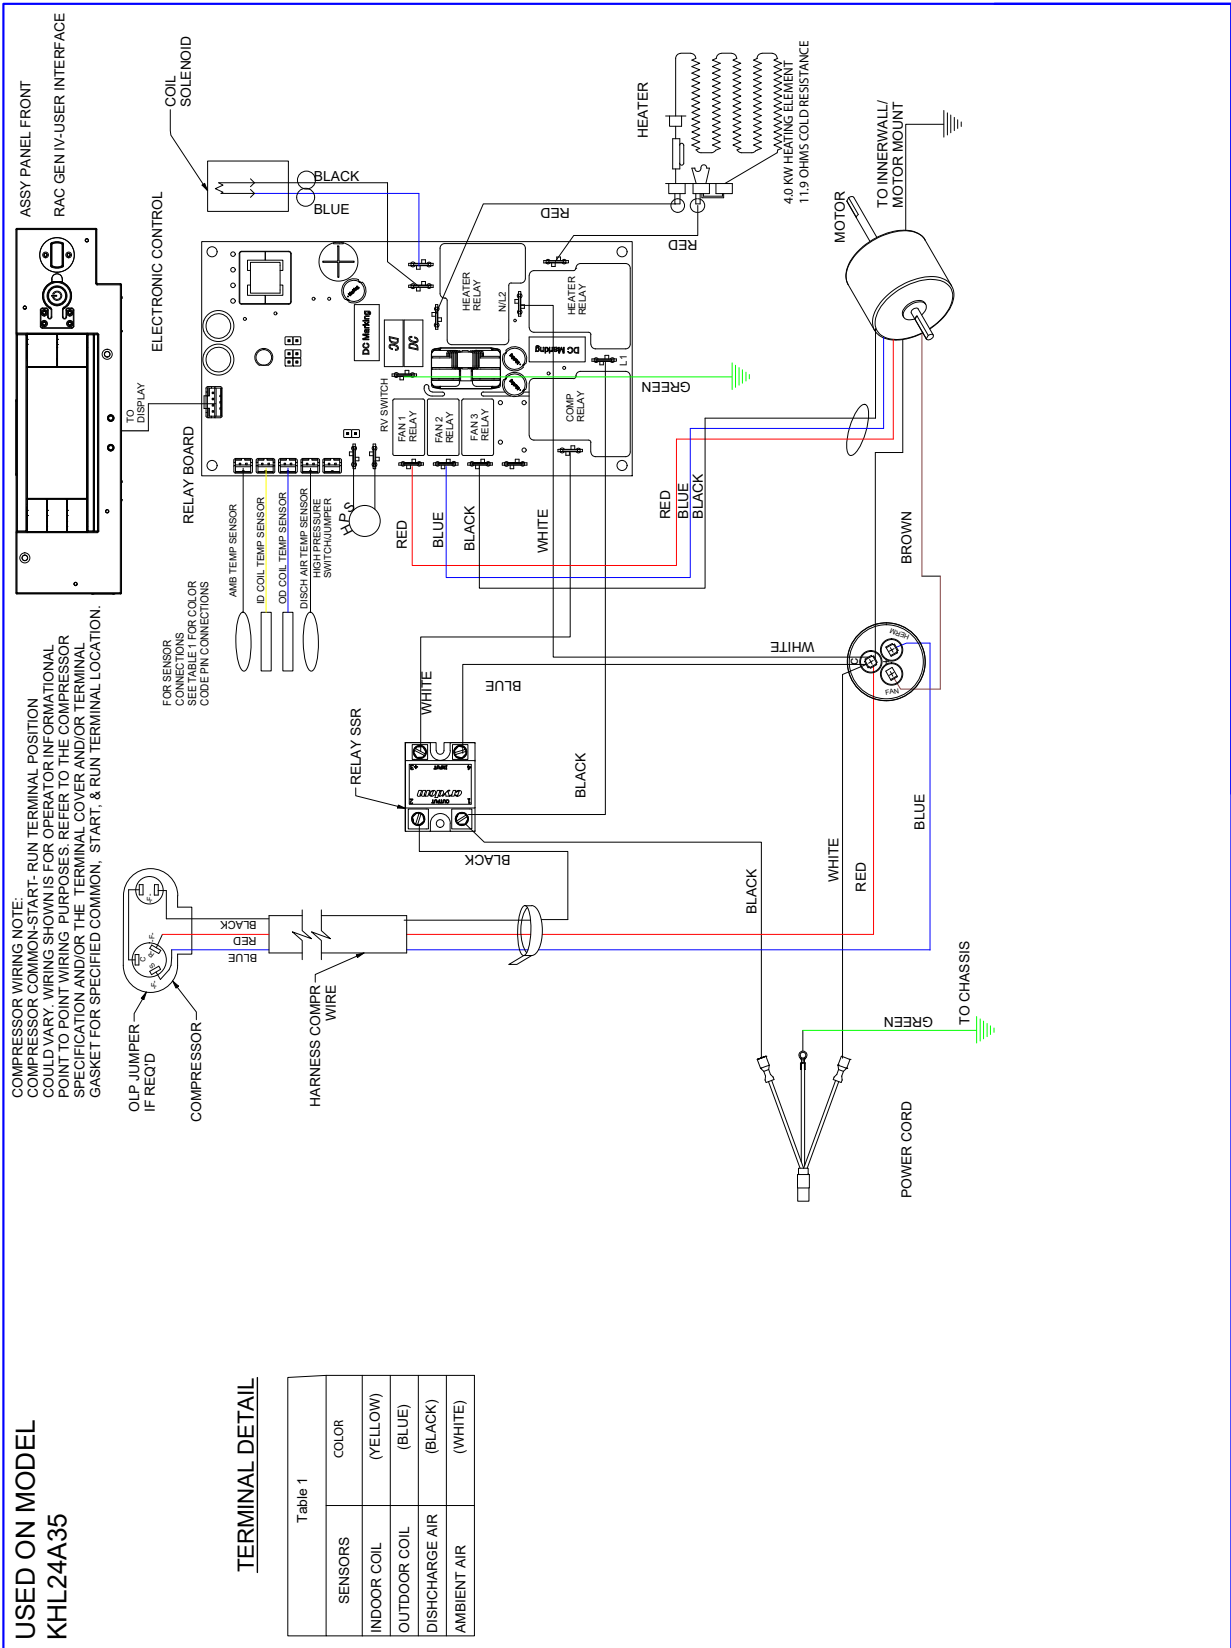 USED ON MODEL
KHL24A35
TERMINAL DETAIL
Table 1
SENSORS COLOR
INDOOR COIL (YELLOW)
OUTDOOR COIL (BLUE)
DISHCHARGE AIR (BLACK)
AMBIENT AIR (WHITE)
COMPRESSOR WIRING NOTE:
COMPRESSOR COMMON-START- RUN TERMINAL POSITION
COULD VARY. WIRING SHOWN IS FOR OPERATOR INFORMATIONAL
POINT TO POINT WIRING PURPOSES. REFER TO THE COMPRESSOR
SPECIFICATION AND/OR THE TERMINAL COVER AND/OR TERMINAL
GASKET FOR SPECIFIED COMMON, START, & RUN TERMINAL LOCATION.
ASSY PANEL FRONT
RAC GEN IV-USER INTERFACE
TO
DISPLAY
OLP JUMPER
IF REQ'D
COMPRESSOR
C
R
S
-F-
-F-
-F-
BLACK
RED
BLUE
HARNESS COMPR
WIRE
FOR SENSOR
CONNECTIONS
SEE TABLE 1 FOR COLOR
CODE PIN CONNECTIONS
RELAY BOARD
ELECTRONIC CONTROL
AMB TEMP SENSOR
ID COIL TEMP SENSOR
OD COIL TEMP SENSOR
DISCH AIR TEMP SENSOR
HIGH PRESSURE
SWITCH/JUMPER
H.P.S
COIL
SOLENOID
BLACK
BLUE
DC Marking
DC
DC
RV SWITCH
FAN 1
RELAY
FAN 2
RELAY
FAN 3
RELAY
HEATER
RELAY
N/L2
HEATER
RELAY
DC Marking
COMP
RELAY
L1
RED
BLUE
BLACK
WHITE
GREEN
RED
RED
HEATER
4.0 KW HEATING ELEMENT
11.9 OHMS COLD RESISTANCE
RELAY SSR
WHITE
BLUE
BLACK
BLACK
+3
INPUT
4
crydom
2
OUTPUT
1
RED
BLUE
BLACK
MOTOR
TO INNERWALL/
MOTOR MOUNT
BROWN
WHITE
C
HERM
FAN
BLACK
WHITE
RED
BLUE
GREEN
TO CHASSIS
POWER CORD